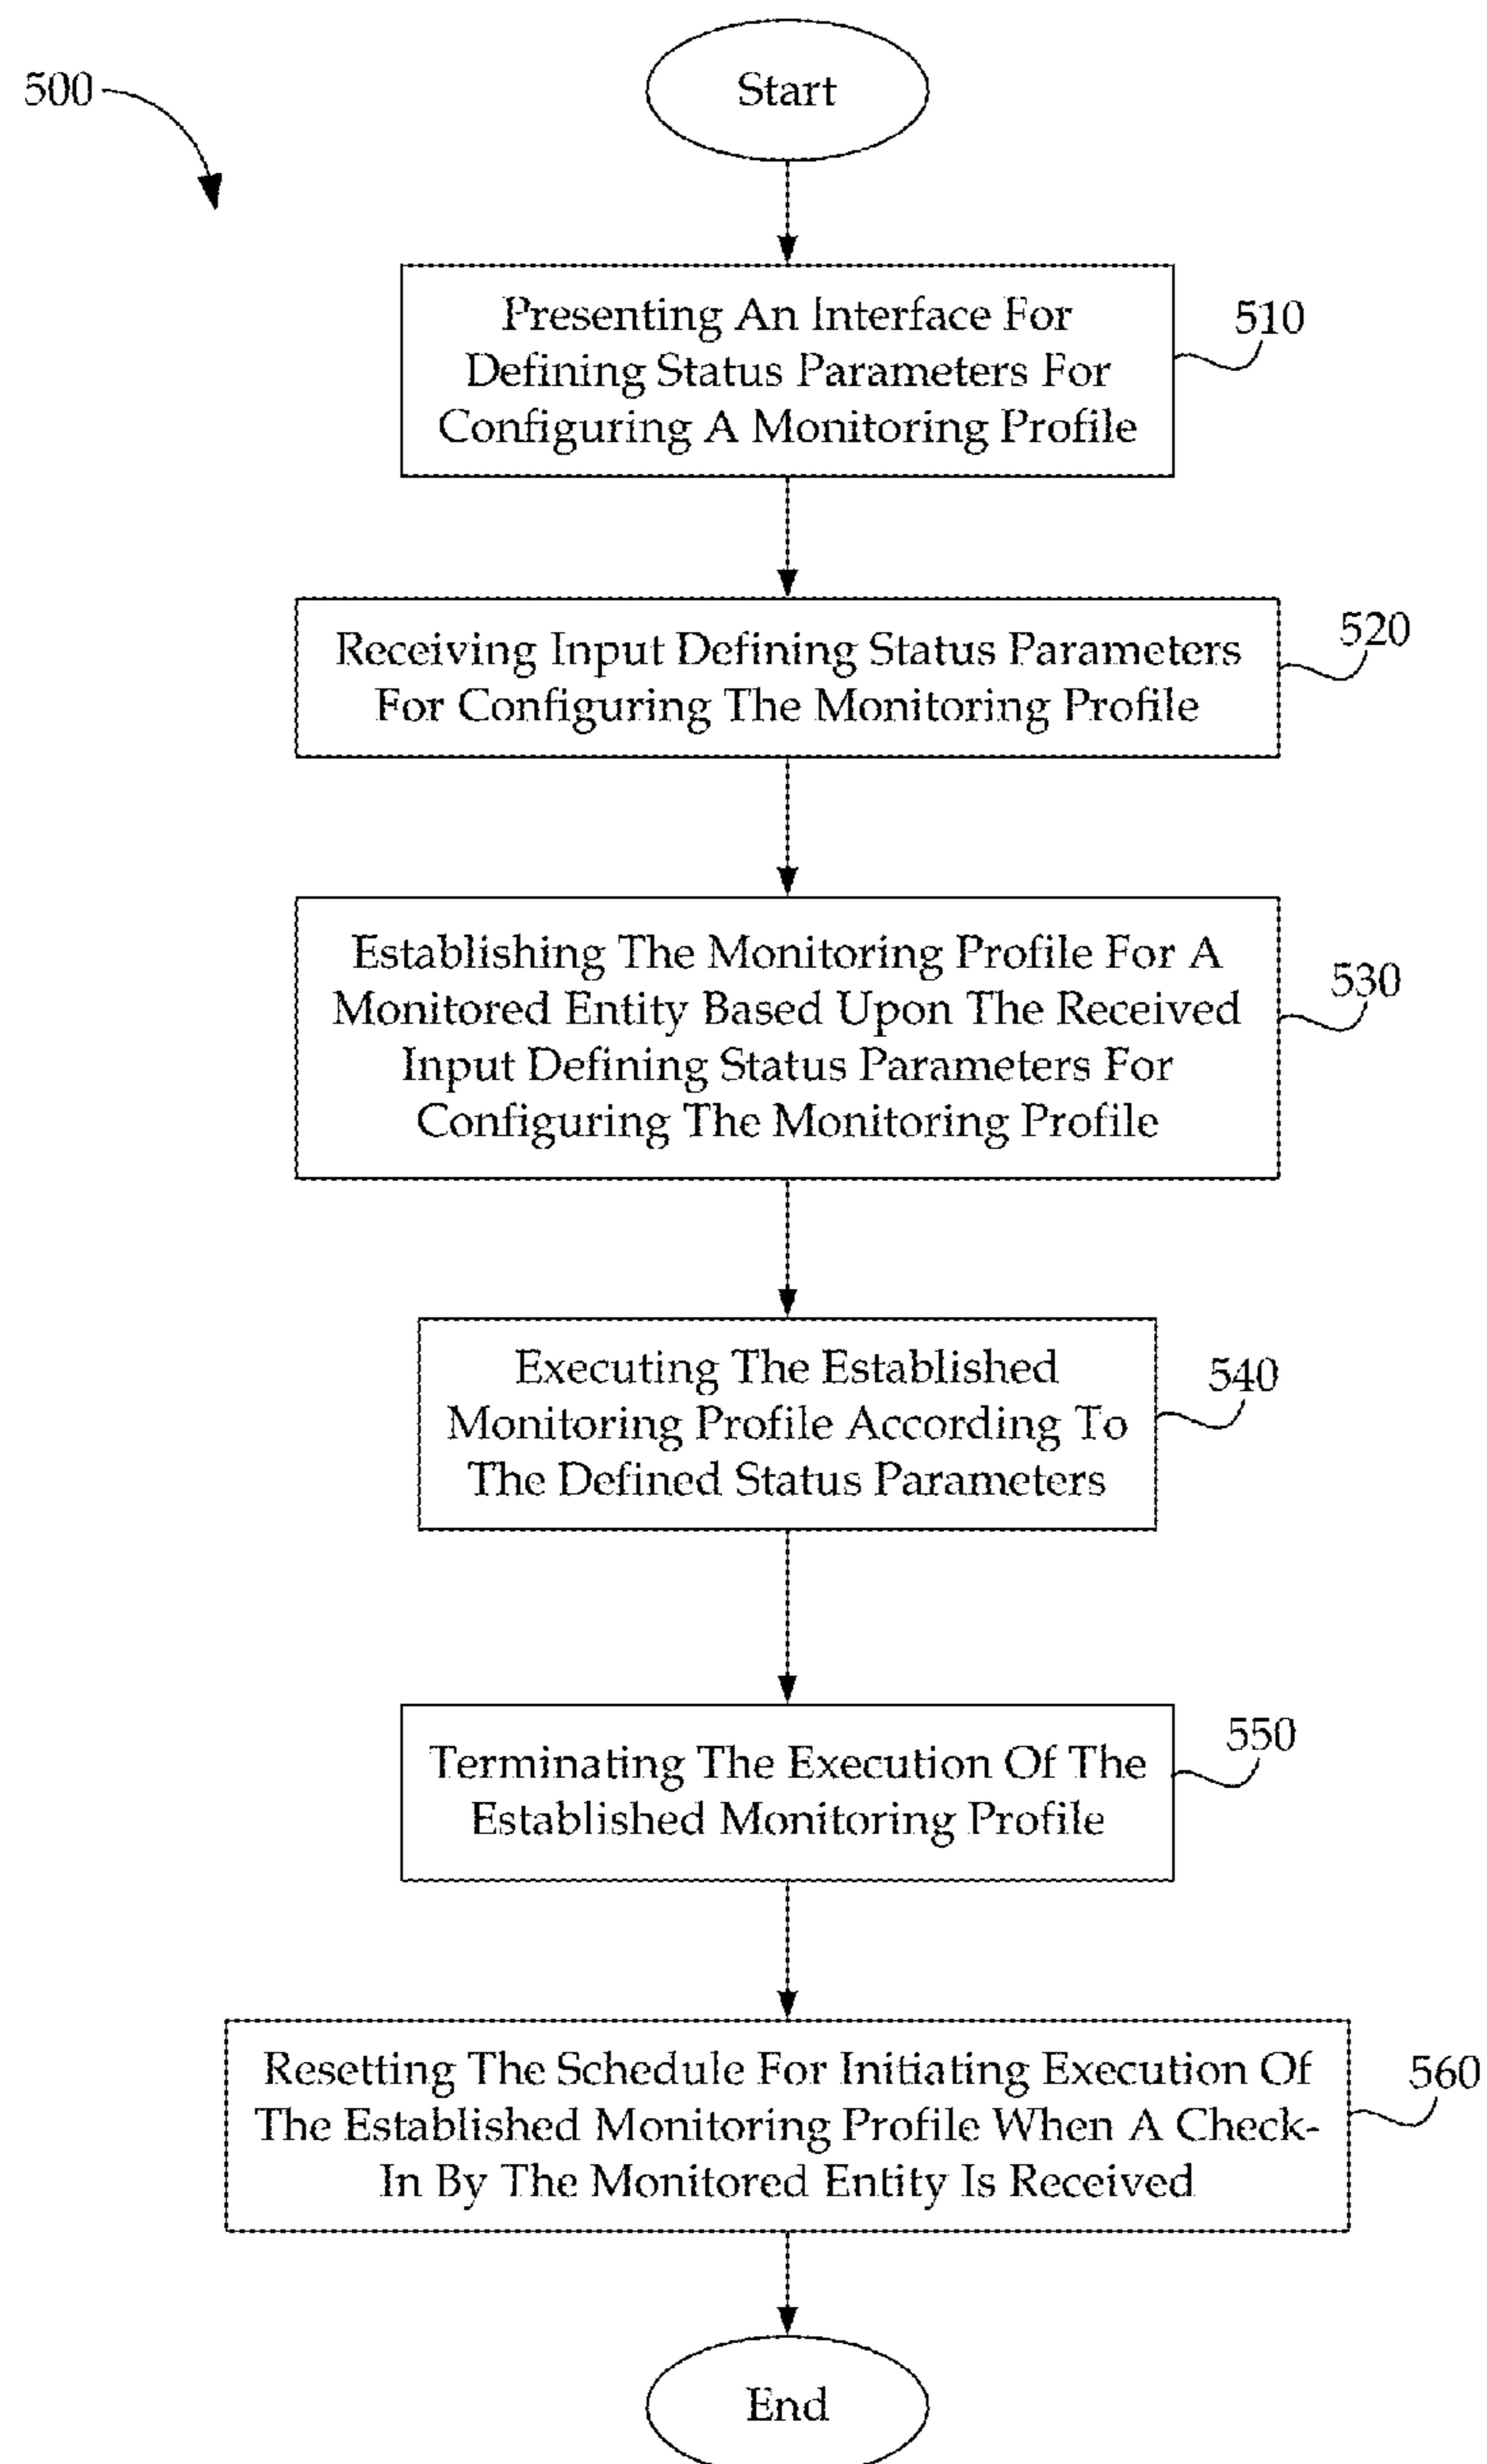 500
Start
Presenting An Interface For
Defining Status Parameters For
Configuring A Monitoring Profile
510
Receiving Input Defining Status Parameters
For Configuring The Monitoring Profile
520
Establishing The Monitoring Profile For A
Monitored Entity Based Upon The Received
Input Defining Status Parameters For
Configuring The Monitoring Profile
530
Executing The Established
Monitoring Profile According To
The Defined Status Parameters
540
Terminating The Execution Of The
Established Monitoring Profile
550
Resetting The Schedule For Initiating Execution Of
The Established Monitoring Profile When A Check-
In By The Monitored Entity Is Received
560
End